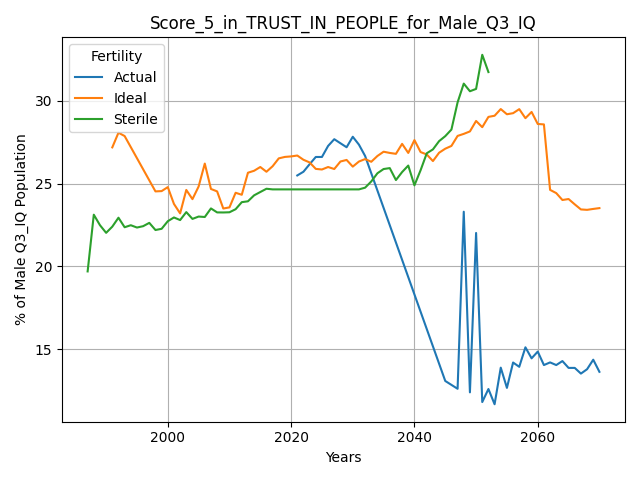 Score_5_in_TRUST_IN_PEOPLE_for_Male_Q3_IQ
Fertility
Actual
Ideal
Sterile
% of Male Q3_IQ Population
30
25
20
15
2000
2020
2040
2060
Years